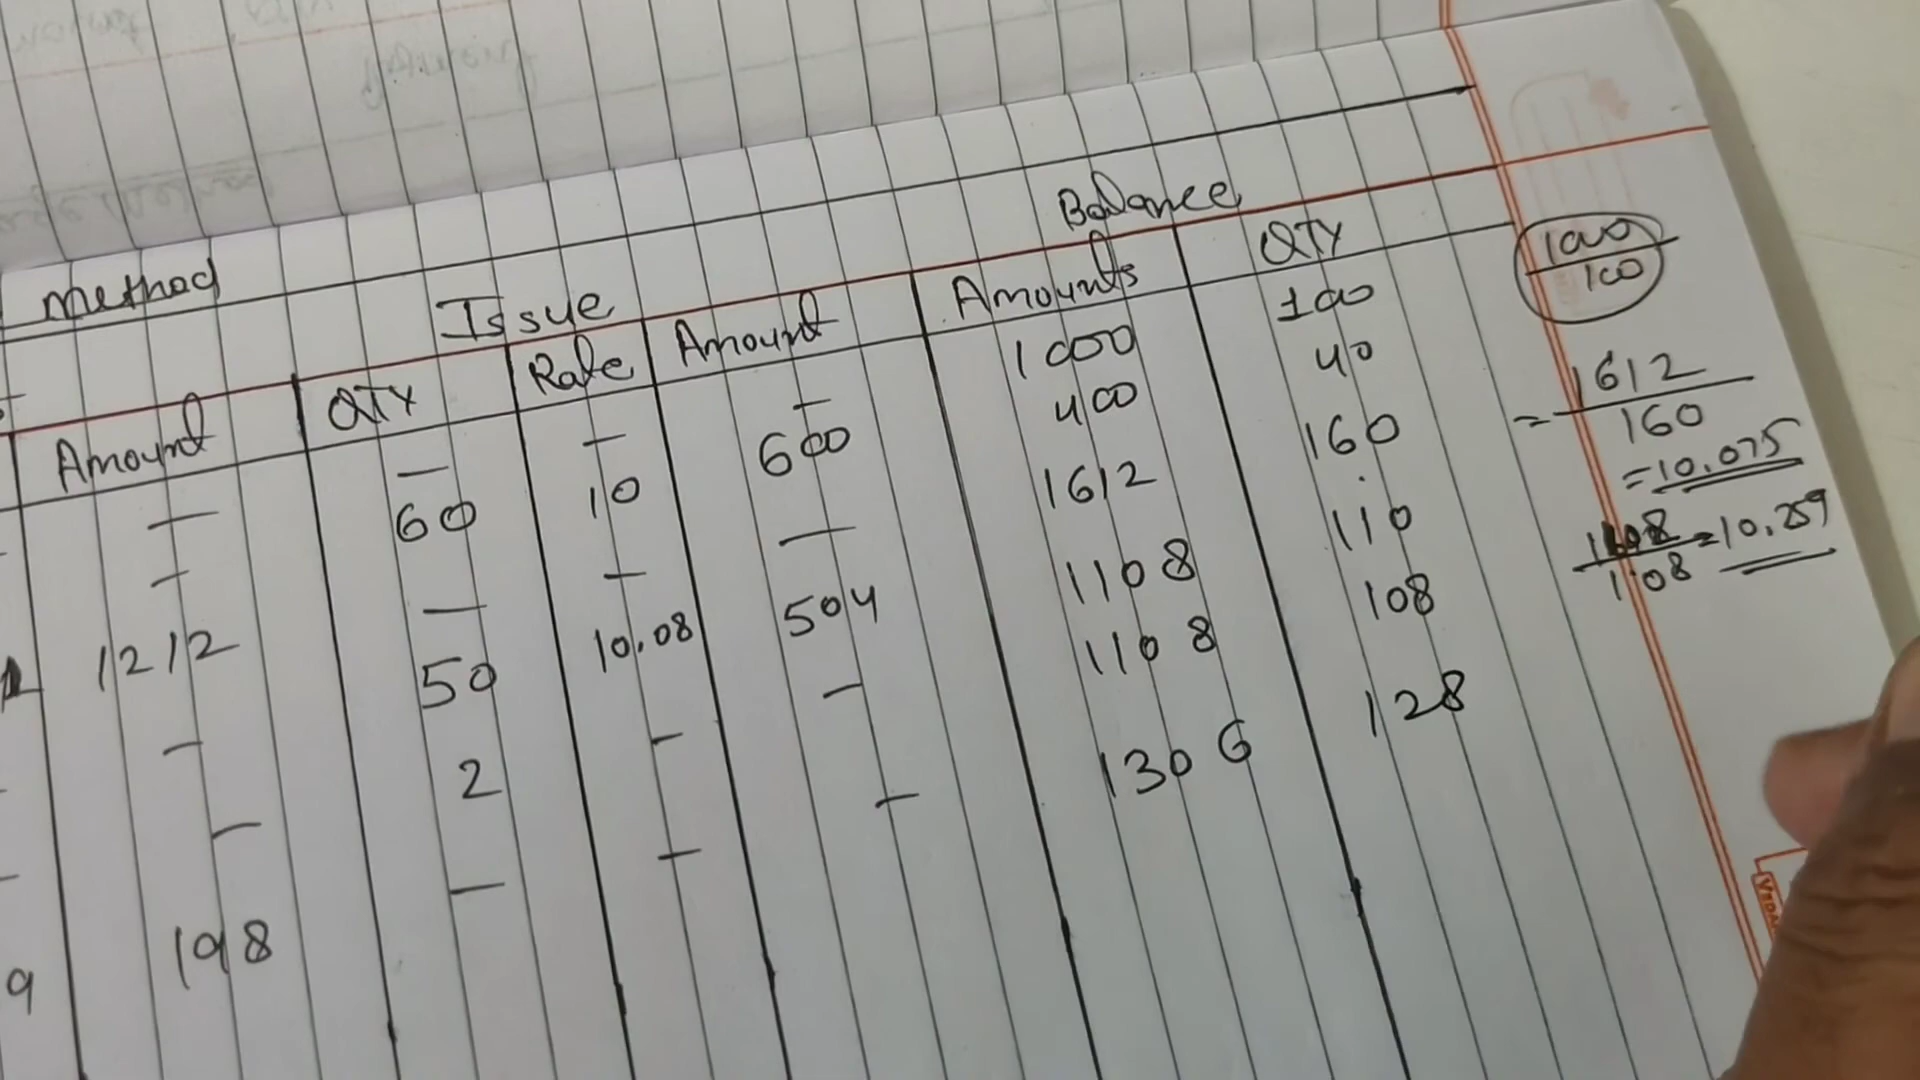 Method
Issue
Balance
Amount QTY Rate Amount Amounts QTY
— — — — 1000 100
— 60 10 600 400 40
1212 — — — 1612 160
— 50 10.08 504 1108 110
— 2 — — 1108 108
9 198 — — — 1306 128
1000
100
= 1612
160
= 10.075
1108 = 10.259
108